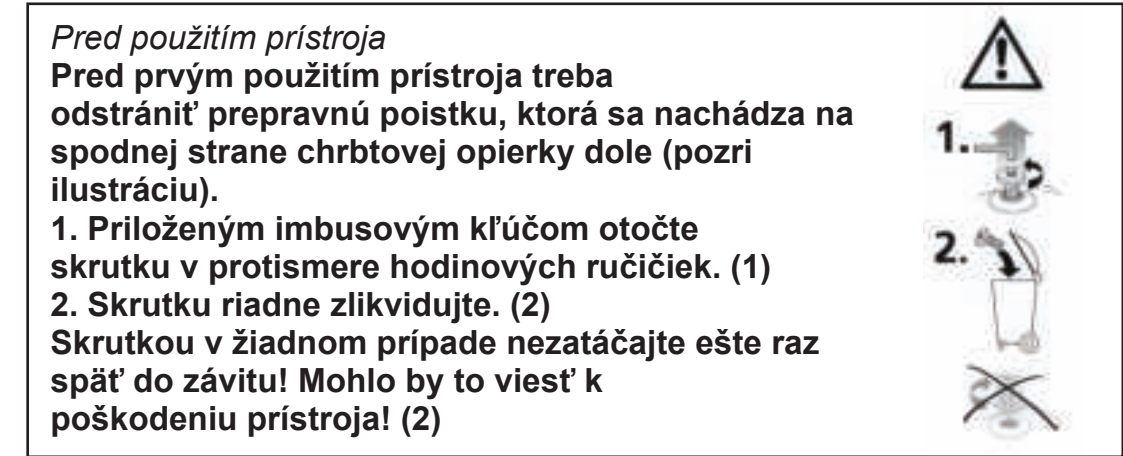 Pred použitím prístroja
Pred prvým použitím prístroja treba
odstrániť prepravnú poistku, ktorá sa nachádza na
spodnej strane chrbtovej opierky dole (pozri
ilustráciu).
1. Priloženým imbusovým kľúčom otočte
skrutku v protismere hodinových ručičiek. (1)
2. Skrutku riadne zlikvidujte. (2)
Skrutkou v žiadnom prípade nezatáčajte ešte raz
späť do závitu! Mohlo by to viesť k
poškodeniu prístroja! (2)
1.
2.